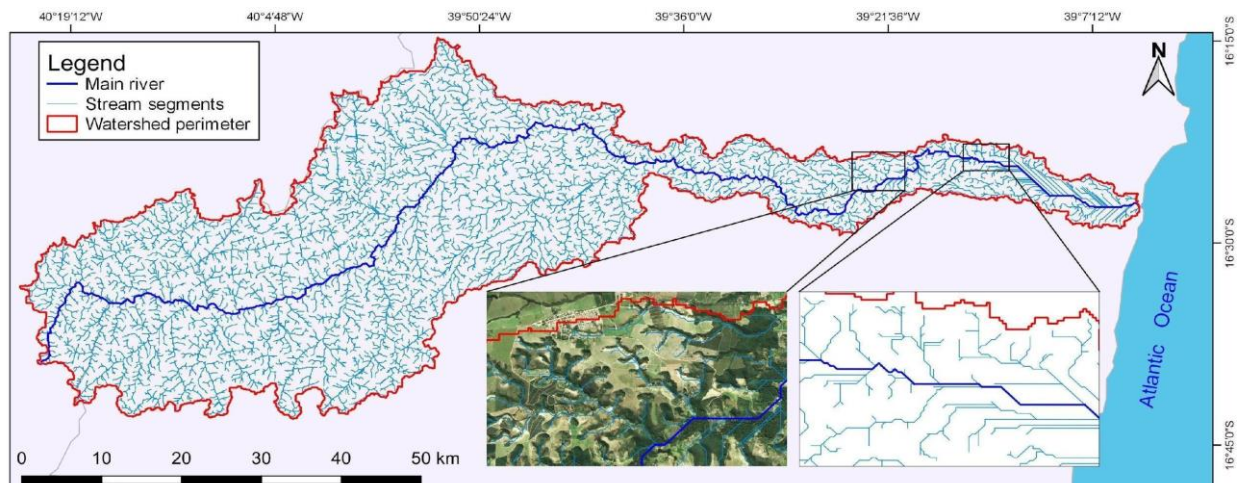 40°19'12"W
40°4'48"W
39°50'24"W
39°36'0"W
39°21'36"W
39°7'12"W
16°15'0"S
Legend
Main river
Stream segments
Watershed perimeter
N
16°30'0"S
Atlantic Ocean
16°45'0"S
0 10 20 30 40 50 km